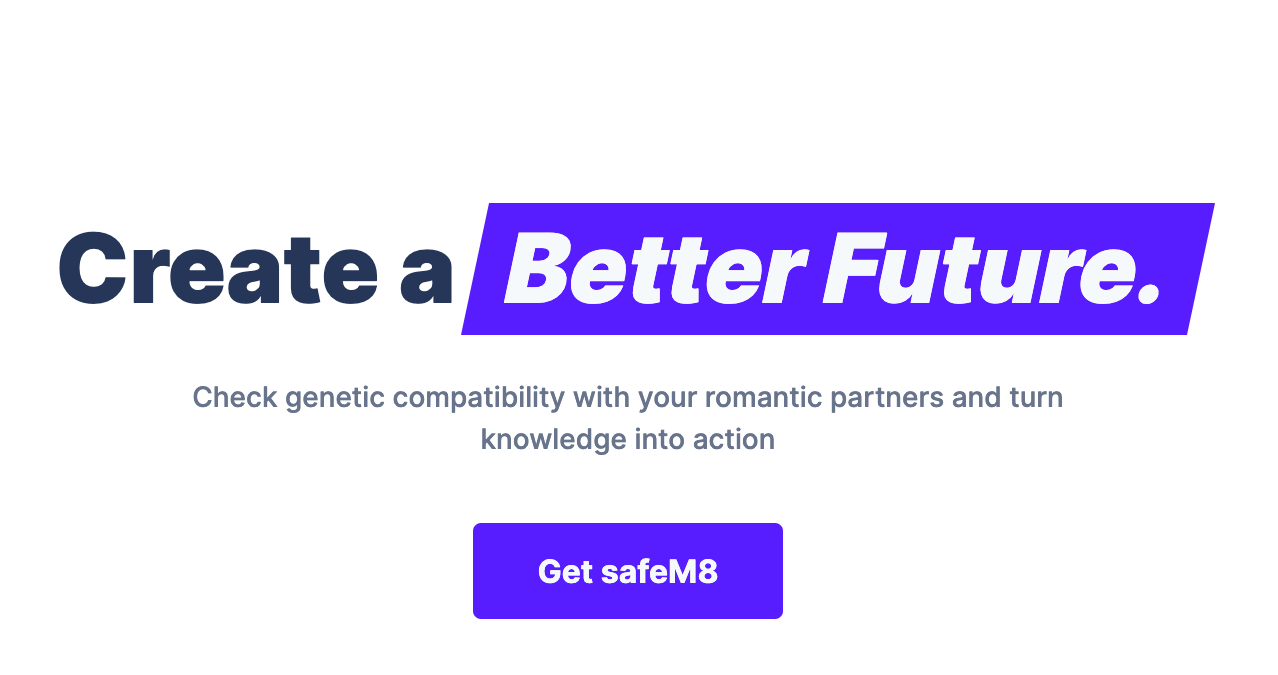 Create a Better Future.
Check genetic compatibility with your romantic partners and turn
knowledge into action
Get safeM8